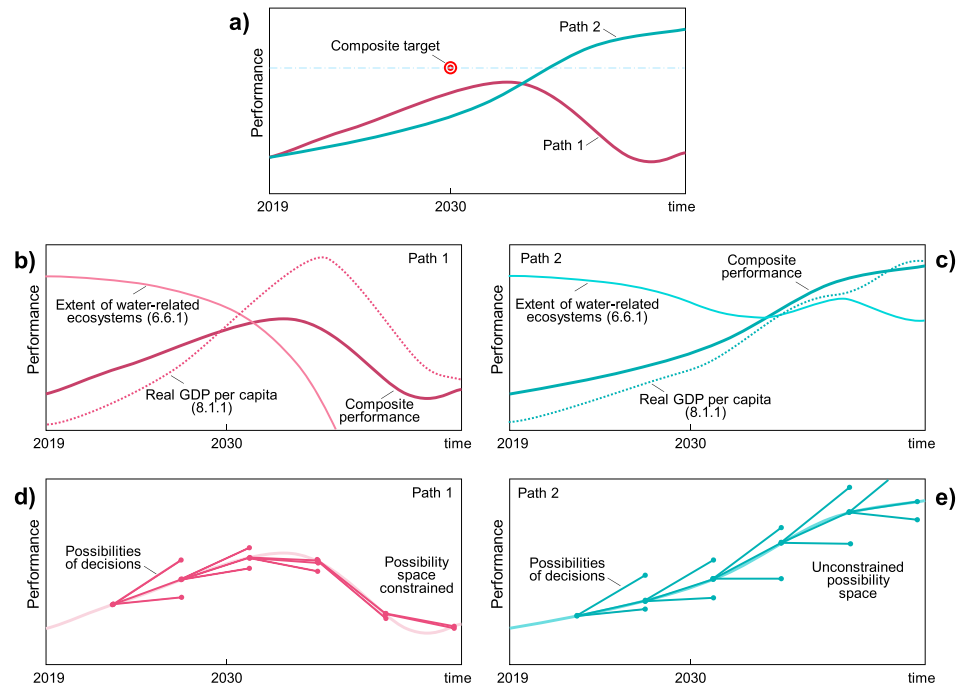 a)
Performance
Composite target
Path 2
Path 1
2019
2030
time
b)
Performance
Path 1
Extent of water-related
ecosystems (6.6.1)
Real GDP per capita
(8.1.1)
Composite
performance
2019
2030
time
c)
Performance
Path 2
Composite
performance
Extent of water-related
ecosystems (6.6.1)
Real GDP per capita
(8.1.1)
2019
2030
time
d)
Performance
Path 1
Possibilities
of decisions
Possibility
space
constrained
2019
2030
time
e)
Performance
Path 2
Possibilities
of decisions
Unconstrained
possibility
space
2019
2030
time